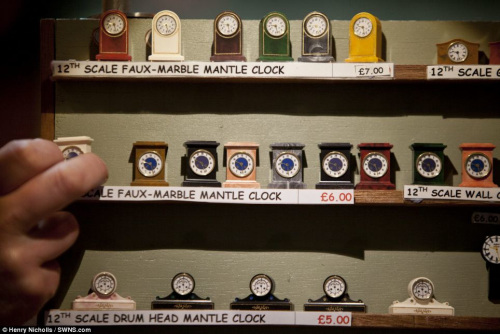 12TH SCALE FAUX-MARBLE MANTLE CLOCK £7.00 12TH SCALE
SCALE FAUX-MARBLE MANTLE CLOCK £6.00 12TH SCALE WALL
12TH SCALE DRUM HEAD MANTLE CLOCK £5.00
© Henry Nicholls / SWNS.com